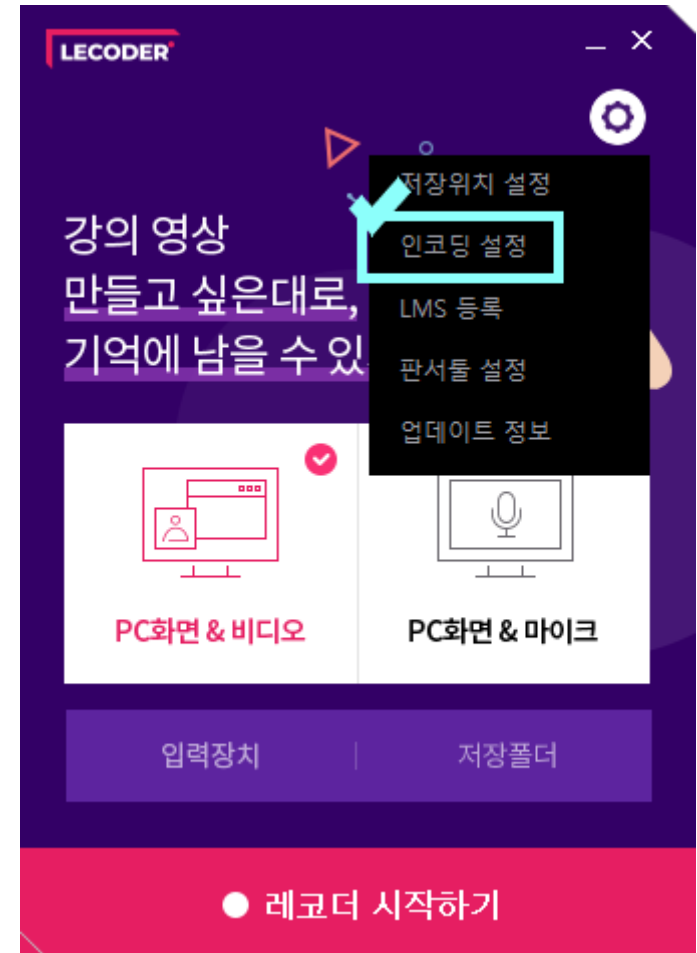 LECODER
저장위치 설정
인코딩 설정
LMS 등록
판서툴 설정
업데이트 정보
강의 영상
만들고 싶은대로,
기억에 남을 수 있
PC화면 & 비디오
PC화면 & 마이크
입력장치 | 저장폴더
레코더 시작하기